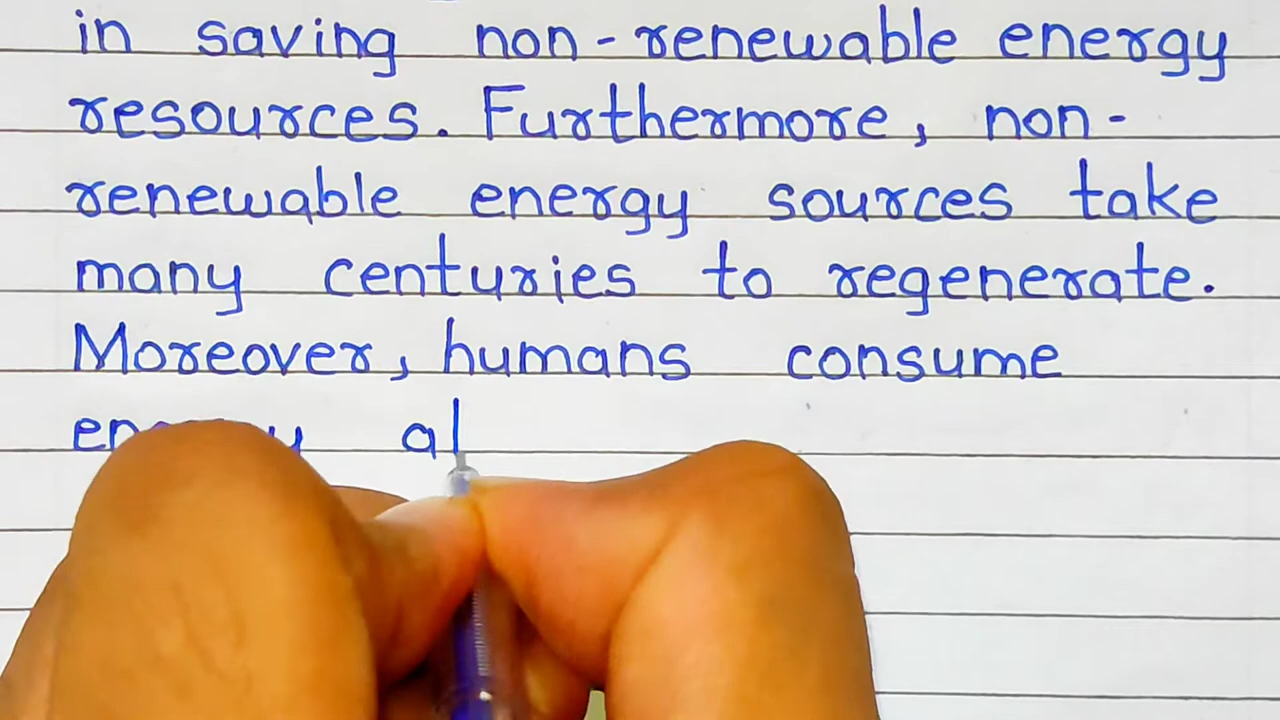 in saving non-renewable energy
resources. Furthermore, non-
renewable energy sources take
many centuries to regenerate.
Moreover, humans consume
al